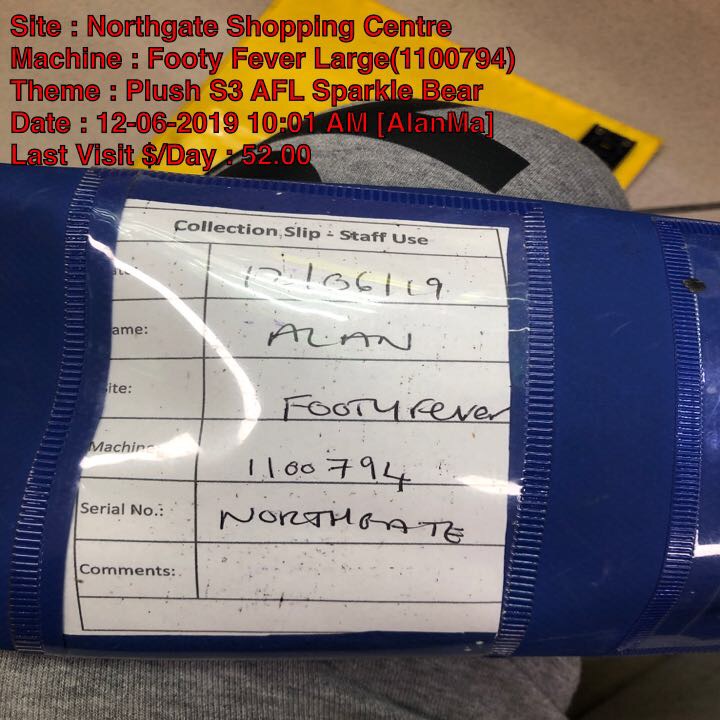 Site : Northgate Shopping Centre
Machine : Footy Fever Large(1100794)
Theme : Plush S3 AFL Sparkle Bear
Date : 12-06-2019 10:01 AM [AlanMa]
Last Visit $/Day : 52.00
Collection Slip - Staff Use
12/06/19
ame: ALAN
ite: FOOTY Fever
Machine 1100794
Serial No.: NORTHGATE
Comments: